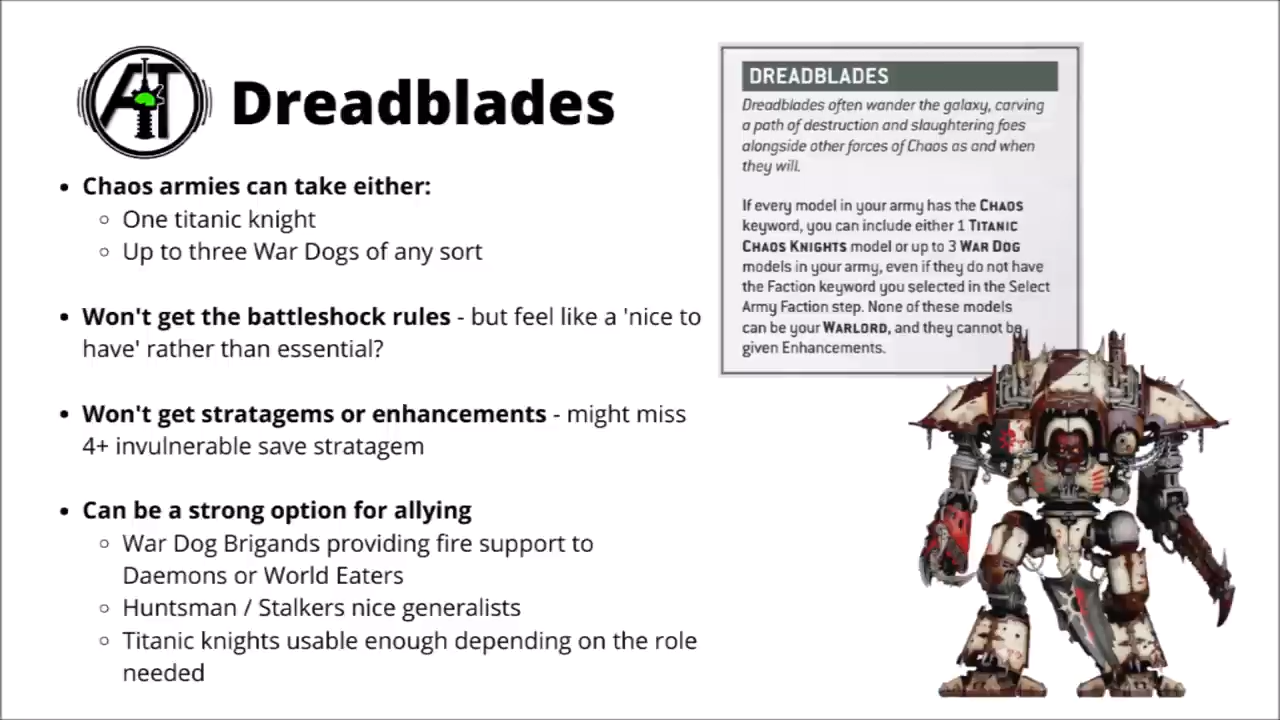 AT
Dreadblades
• Chaos armies can take either:
○ One titanic knight
○ Up to three War Dogs of any sort
• Won't get the battleshock rules - but feel like a 'nice to
have' rather than essential?
• Won't get stratagems or enhancements - might miss
4+ invulnerable save stratagem
• Can be a strong option for allying
○ War Dog Brigands providing fire support to
Daemons or World Eaters
○ Huntsman / Stalkers nice generalists
○ Titanic knights usable enough depending on the role
needed
DREADBLADES
Dreadblades often wander the galaxy, carving
a path of destruction and slaughtering foes
alongside other forces of Chaos as and when
they will.
If every model in your army has the CHAOS
keyword, you can include either 1 TITANIC
CHAOS KNIGHTS model or up to 3 WAR DOG
models in your army, even if they do not have
the Faction keyword you selected in the Select
Army Faction step. None of these models
can be your WARLORD, and they cannot be
given Enhancements.